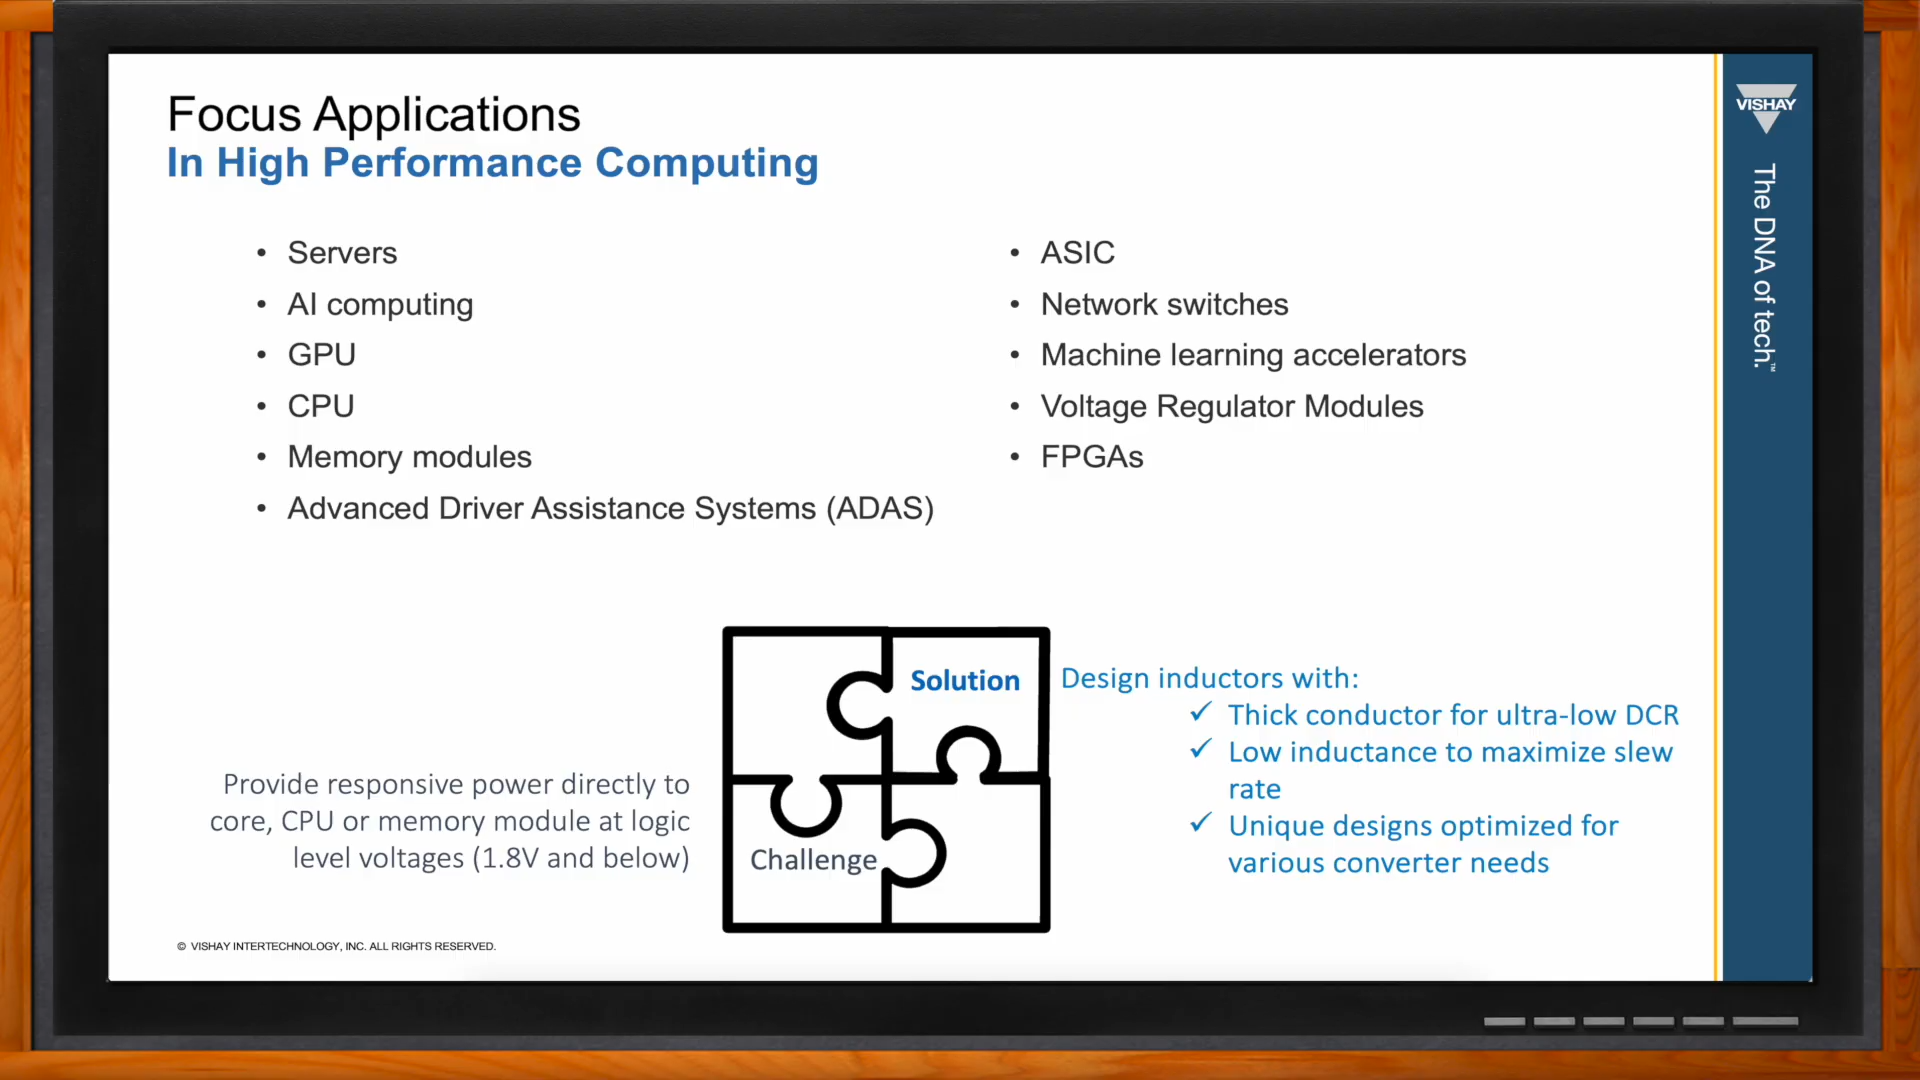 Focus Applications
In High Performance Computing
• Servers
• AI computing
• GPU
• CPU
• Memory modules
• Advanced Driver Assistance Systems (ADAS)
• ASIC
• Network switches
• Machine learning accelerators
• Voltage Regulator Modules
• FPGAs
Provide responsive power directly to
core, CPU or memory module at logic
level voltages (1.8V and below)
Challenge
Solution
Design inductors with:
✓ Thick conductor for ultra-low DCR
✓ Low inductance to maximize slew
rate
✓ Unique designs optimized for
various converter needs
© VISHAY INTERTECHNOLOGY, INC. ALL RIGHTS RESERVED.
VISHAY
The DNA of tech.™